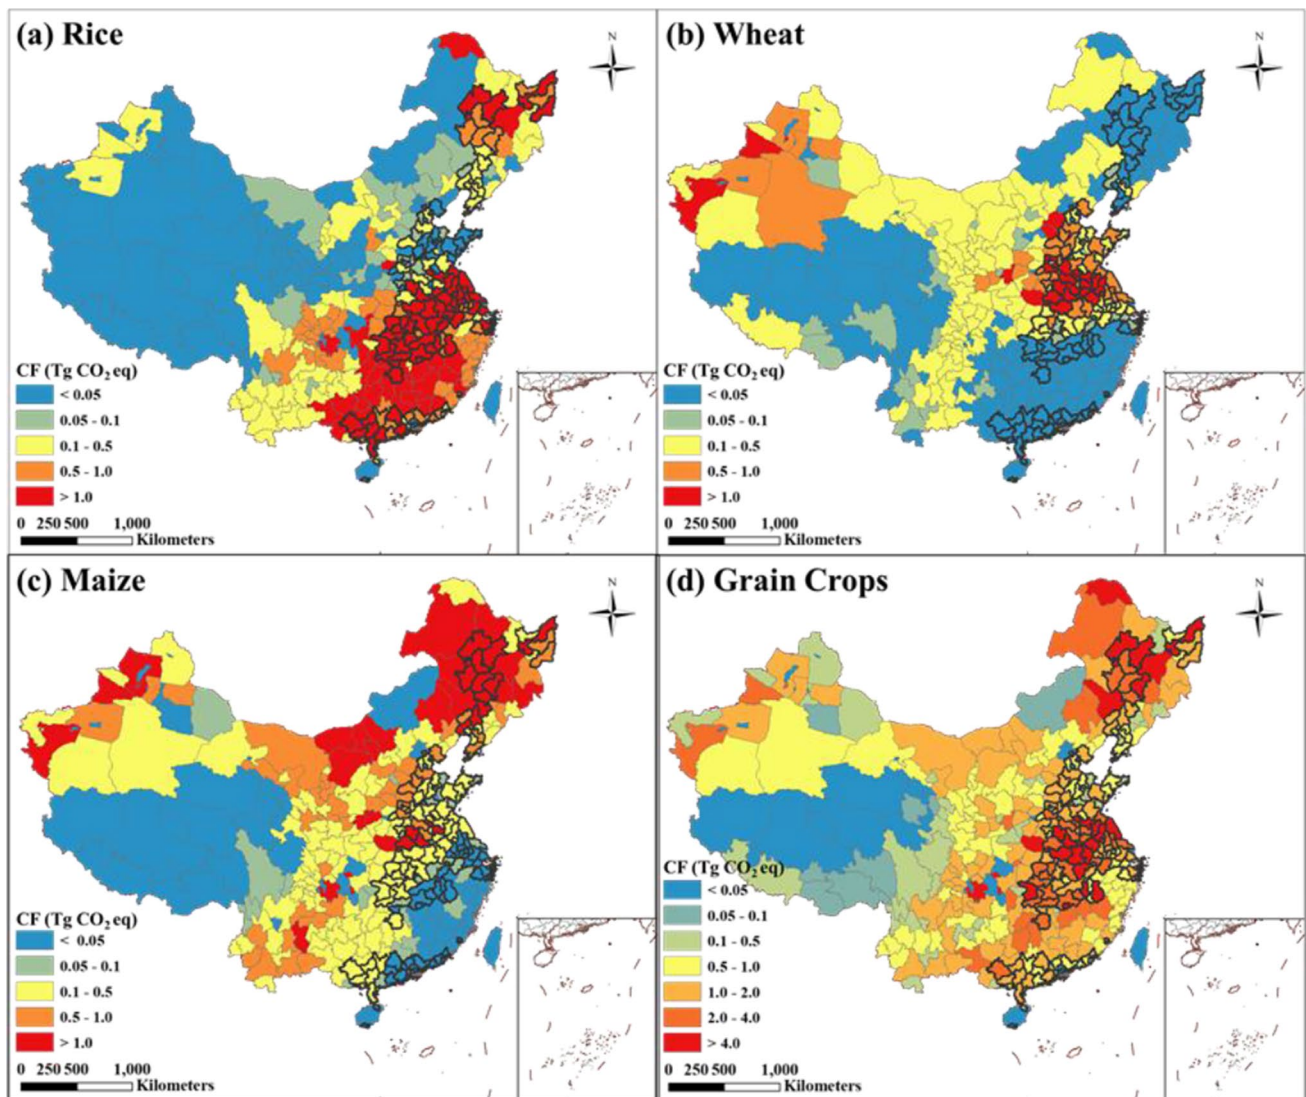 (a) Rice
N
CF (Tg CO₂ eq)
< 0.05
0.05 - 0.1
0.1 - 0.5
0.5 - 1.0
> 1.0
0 250 500 1,000
Kilometers
(b) Wheat
N
CF (Tg CO₂ eq)
< 0.05
0.05 - 0.1
0.1 - 0.5
0.5 - 1.0
> 1.0
0 250 500 1,000
Kilometers
(c) Maize
N
CF (Tg CO₂ eq)
< 0.05
0.05 - 0.1
0.1 - 0.5
0.5 - 1.0
> 1.0
0 250 500 1,000
Kilometers
(d) Grain Crops
N
CF (Tg CO₂ eq)
< 0.05
0.05 - 0.1
0.1 - 0.5
0.5 - 1.0
1.0 - 2.0
2.0 - 4.0
> 4.0
0 250 500 1,000
Kilometers